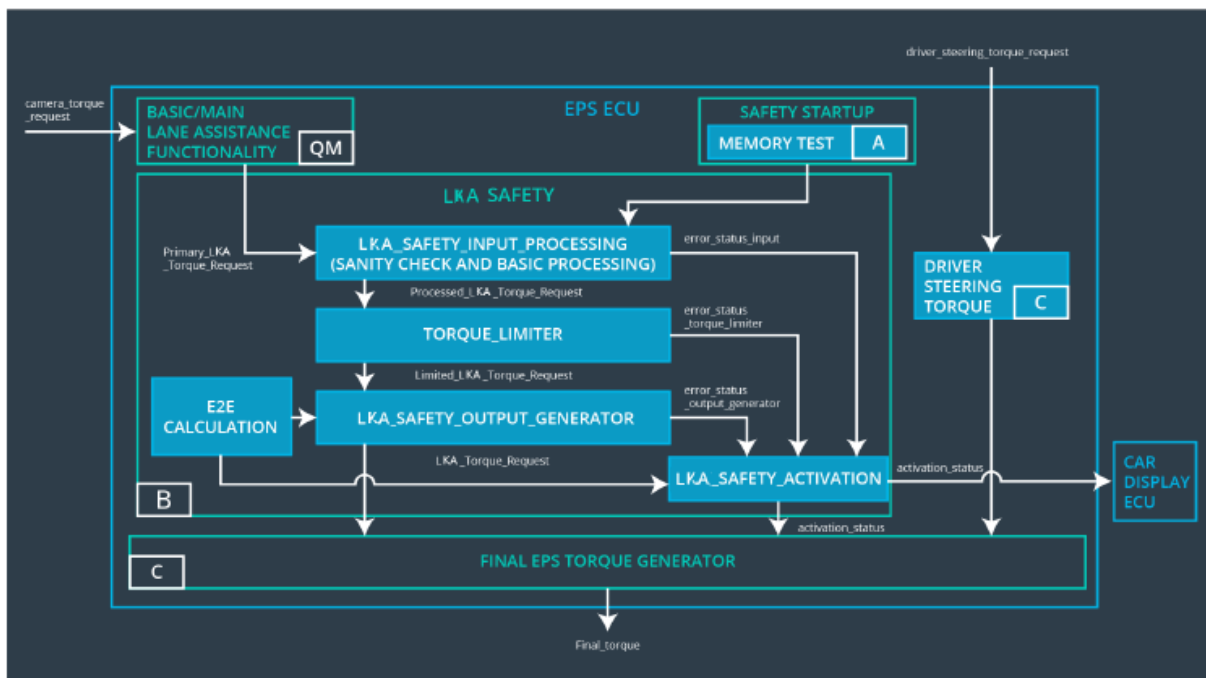 driver_steering_torque_request
camera_torque
_request
EPS ECU
BASIC/MAIN
LANE ASSISTANCE
FUNCTIONALITY
QM
SAFETY STARTUP
MEMORY TEST
A
LKA SAFETY
Primary_LKA
_Torque_Request
LKA_SAFETY_INPUT_PROCESSING
(SANITY CHECK AND BASIC PROCESSING)
error_status_input
DRIVER
STEERING
TORQUE
C
Processed_LKA_Torque_Request
TORQUE_LIMITER
error_status
_torque_limiter
Limited_LKA_Torque_Request
E2E
CALCULATION
LKA_SAFETY_OUTPUT_GENERATOR
error_status
_output_generator
LKA_Torque_Request
LKA_SAFETY_ACTIVATION
activation_status
CAR
DISPLAY
ECU
B
activation_status
FINAL EPS TORQUE GENERATOR
C
Final_torque